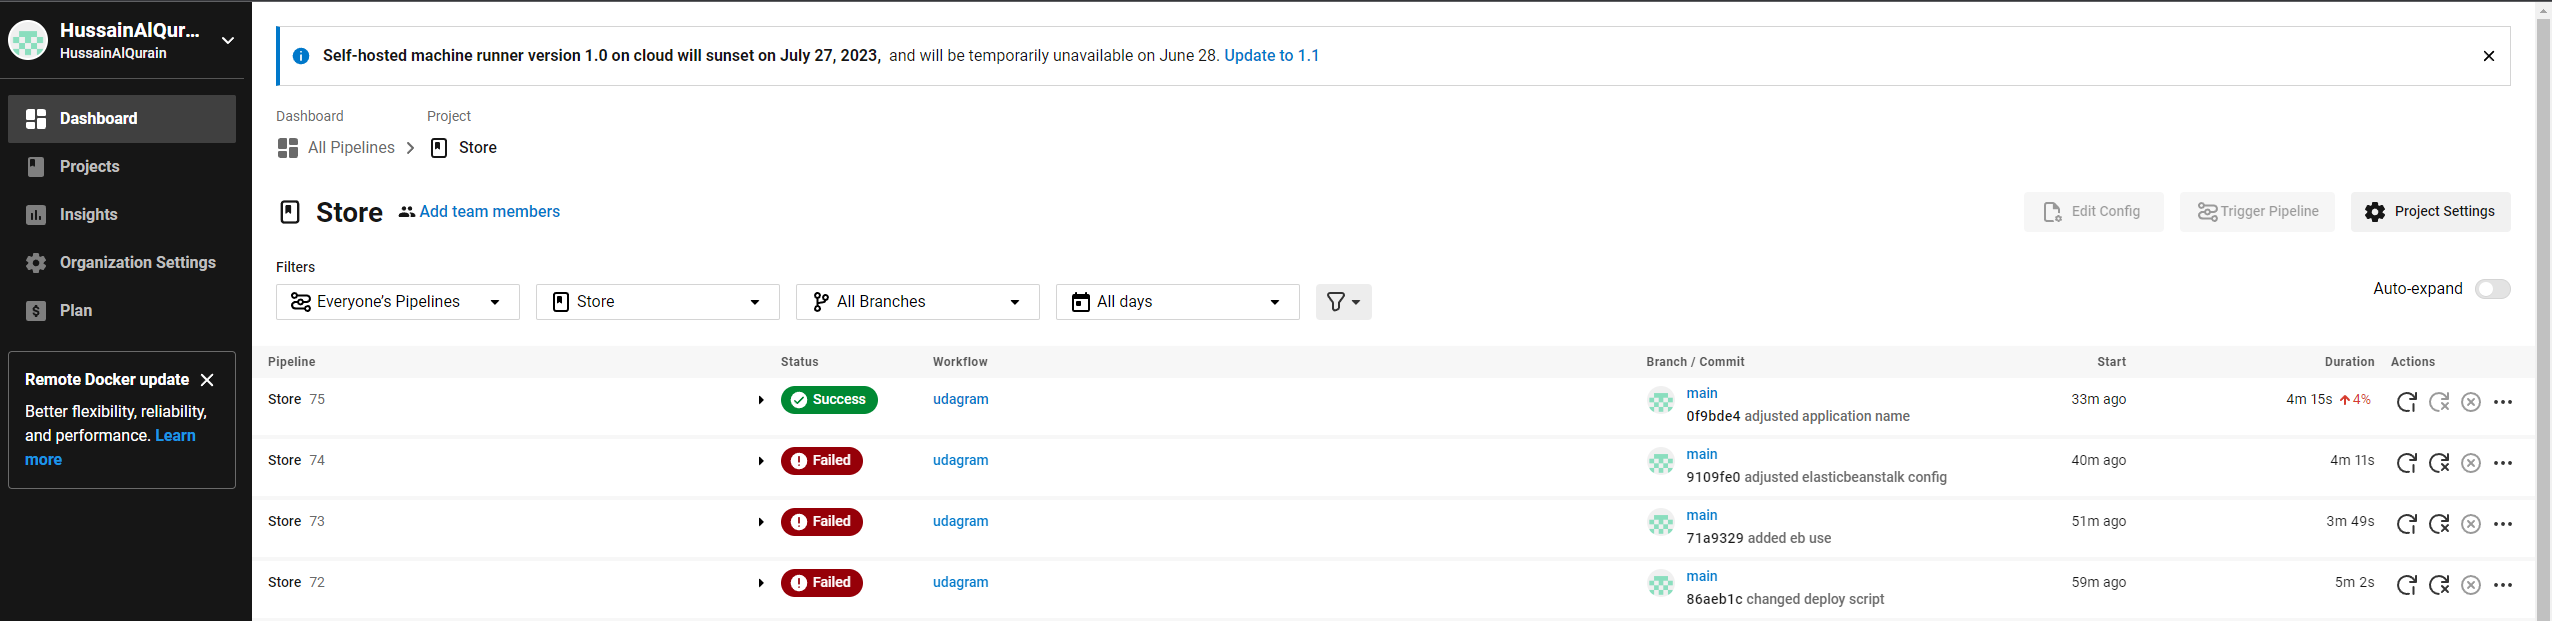 HussainAlQur...
HussainAlQurain
Dashboard
Projects
Insights
Organization Settings
Plan
Remote Docker update
Better flexibility, reliability,
and performance. Learn
more
Self-hosted machine runner version 1.0 on cloud will sunset on July 27, 2023, and will be temporarily unavailable on June 28. Update to 1.1
Dashboard Project
All Pipelines Store
Store Add team members
Edit Config Trigger Pipeline Project Settings
Filters
Everyone’s Pipelines Store All Branches All days
Auto-expand
Pipeline Status Workflow Branch / Commit Start Duration Actions
Store 75 Success udagram main 33m ago 4m 15s 4%
0f9bde4 adjusted application name
Store 74 Failed udagram main 40m ago 4m 11s
9109fe0 adjusted elasticbeanstalk config
Store 73 Failed udagram main 51m ago 3m 49s
71a9329 added eb use
Store 72 Failed udagram main 59m ago 5m 2s
86aeb1c changed deploy script